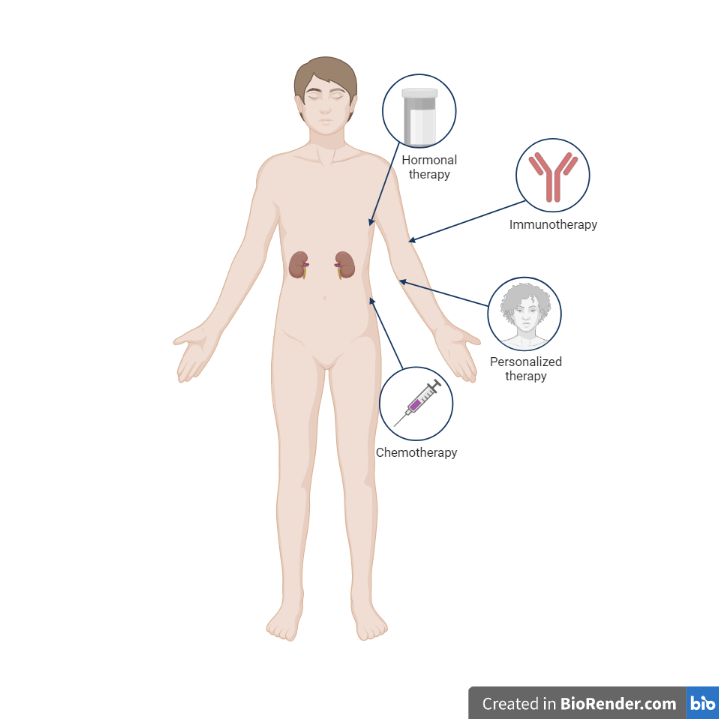 Hormonal
therapy
Immunotherapy
Personalized
therapy
Chemotherapy
Created in BioRender.com bio